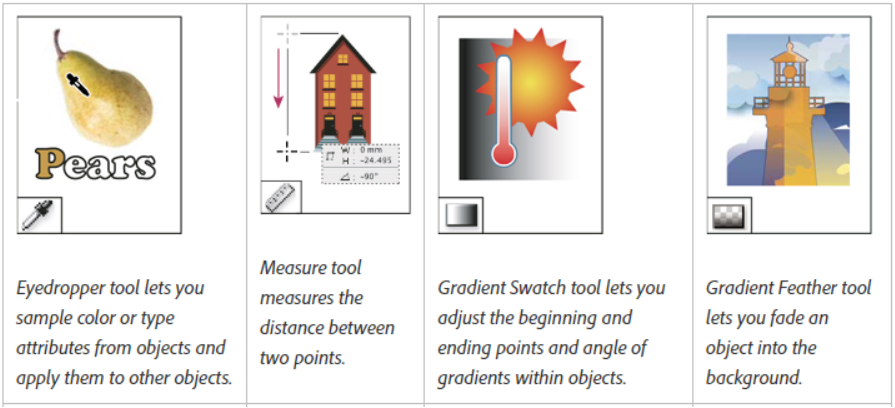 Pears
W : 0 mm
H : -24.495
-90°
Eyedropper tool lets you
sample color or type
attributes from objects and
apply them to other objects.
Measure tool
measures the
distance between
two points.
Gradient Swatch tool lets you
adjust the beginning and
ending points and angle of
gradients within objects.
Gradient Feather tool
lets you fade an
object into the
background.